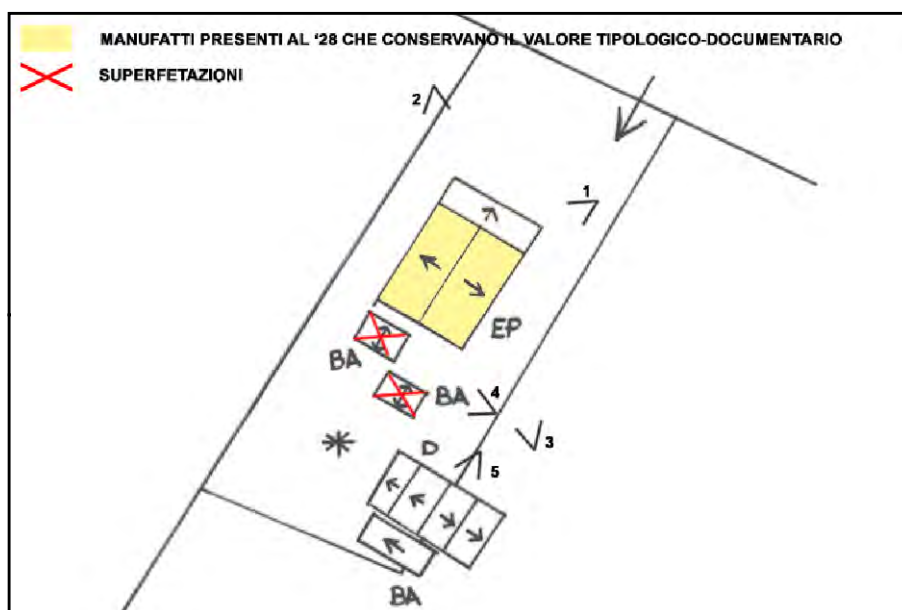 MANUFATTI PRESENTI AL '28 CHE CONSERVANO IL VALORE TIPOLOGICO-DOCUMENTARIO
SUPERFETAZIONI
2
1
EP
BA
BA
4
3
D
5
BA